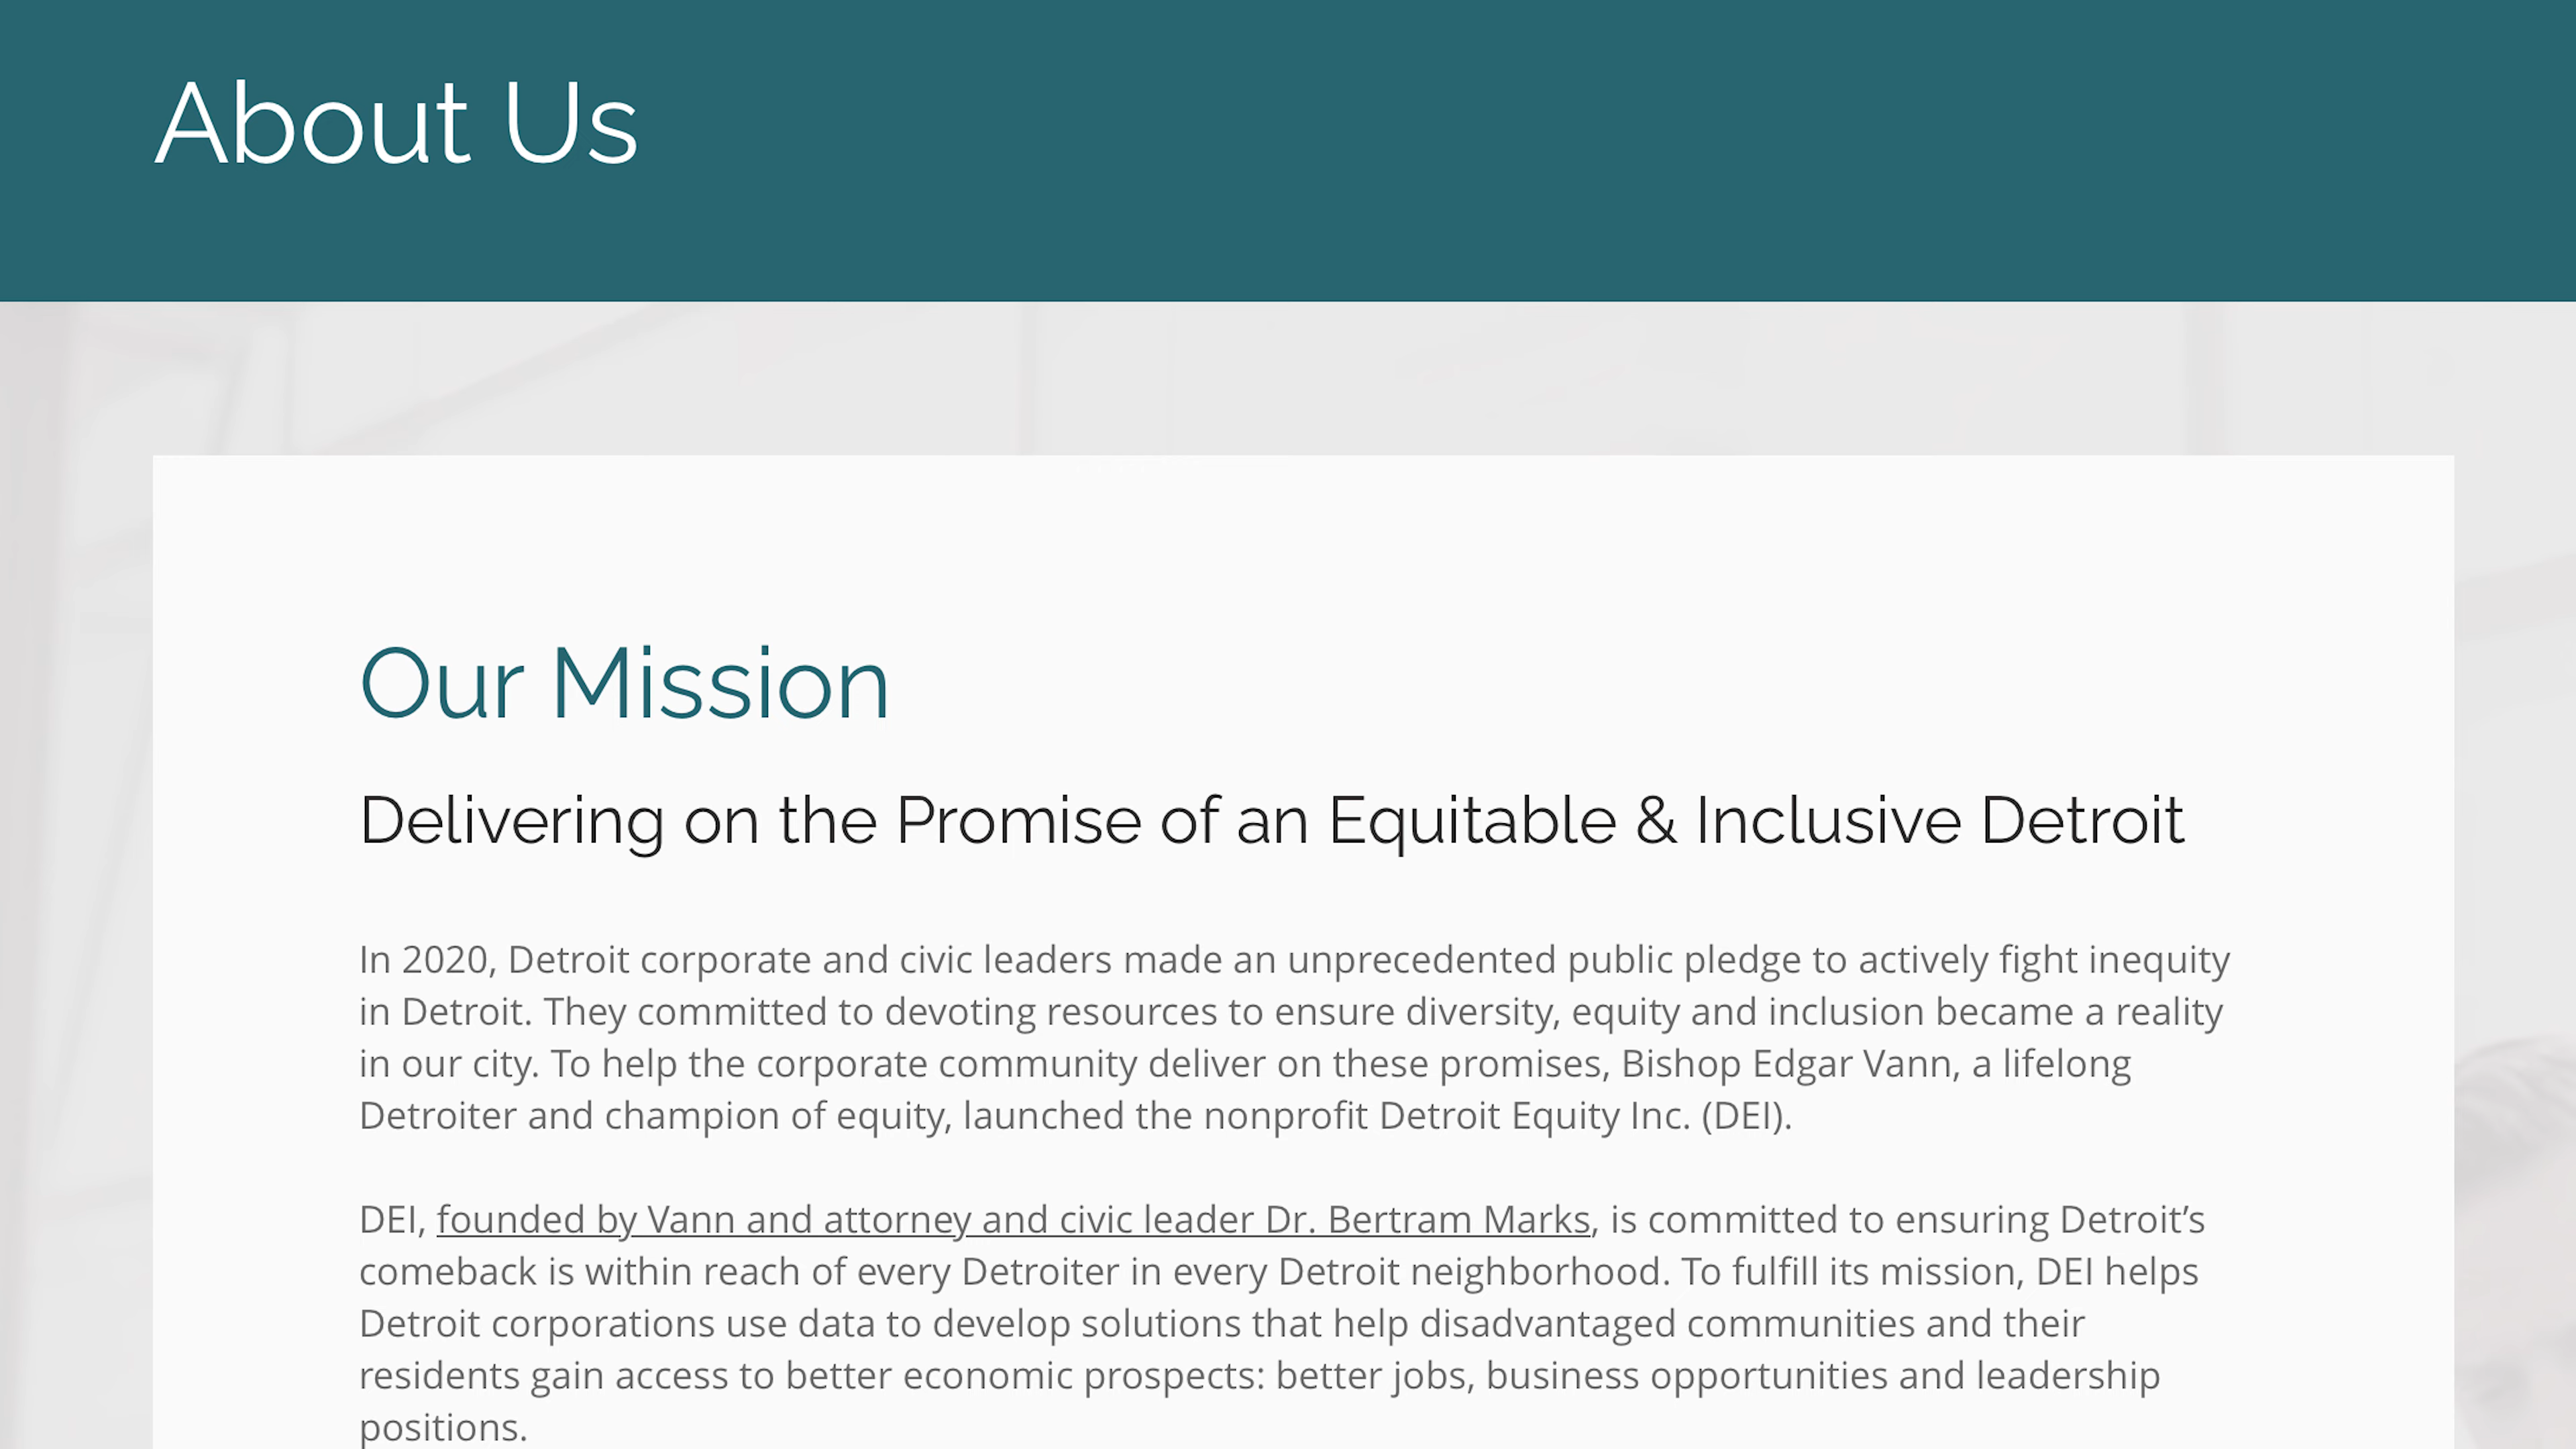 About Us
Our Mission
Delivering on the Promise of an Equitable & Inclusive Detroit
In 2020, Detroit corporate and civic leaders made an unprecedented public pledge to actively fight inequity
in Detroit. They committed to devoting resources to ensure diversity, equity and inclusion became a reality
in our city. To help the corporate community deliver on these promises, Bishop Edgar Vann, a lifelong
Detroiter and champion of equity, launched the nonprofit Detroit Equity Inc. (DEI).
DEI, founded by Vann and attorney and civic leader Dr. Bertram Marks, is committed to ensuring Detroit’s
comeback is within reach of every Detroiter in every Detroit neighborhood. To fulfill its mission, DEI helps
Detroit corporations use data to develop solutions that help disadvantaged communities and their
residents gain access to better economic prospects: better jobs, business opportunities and leadership
positions.